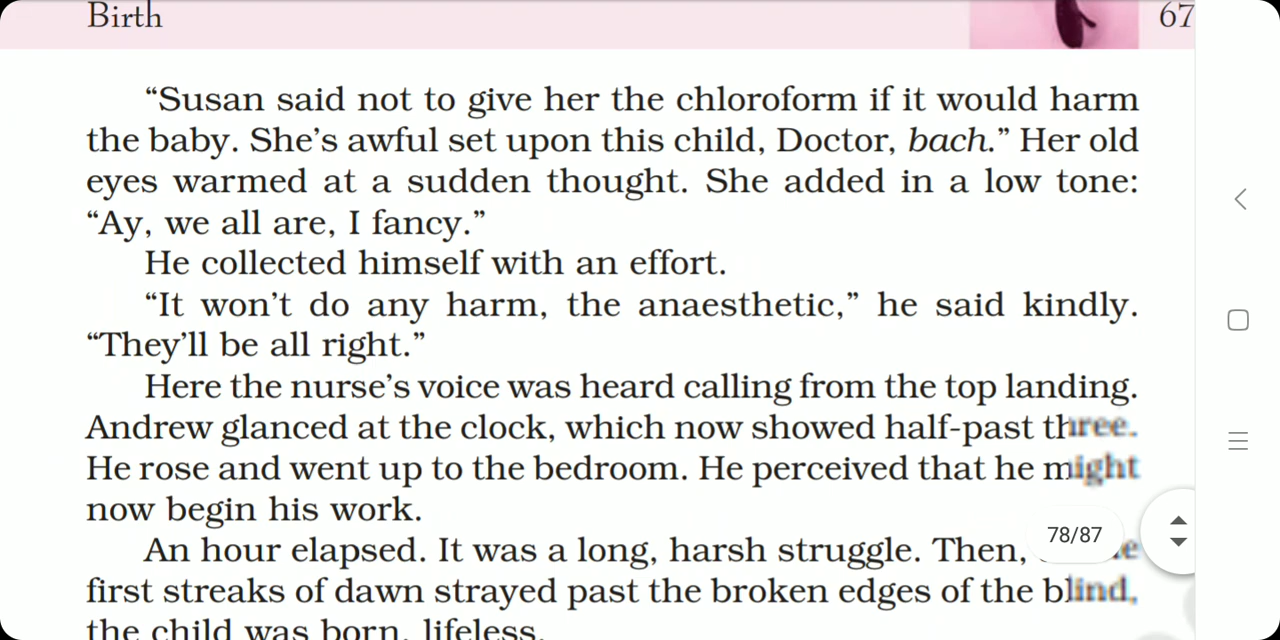 Birth
67
“Susan said not to give her the chloroform if it would harm
the baby. She’s awful set upon this child, Doctor, bach.” Her old
eyes warmed at a sudden thought. She added in a low tone:
“Ay, we all are, I fancy.”
He collected himself with an effort.
“It won’t do any harm, the anaesthetic,” he said kindly.
“They’ll be all right.”
Here the nurse’s voice was heard calling from the top landing.
Andrew glanced at the clock, which now showed half-past three.
He rose and went up to the bedroom. He perceived that he might
now begin his work.
An hour elapsed. It was a long, harsh struggle. Then,
78/87
first streaks of dawn strayed past the broken edges of the blind,
the child was born, lifeless.